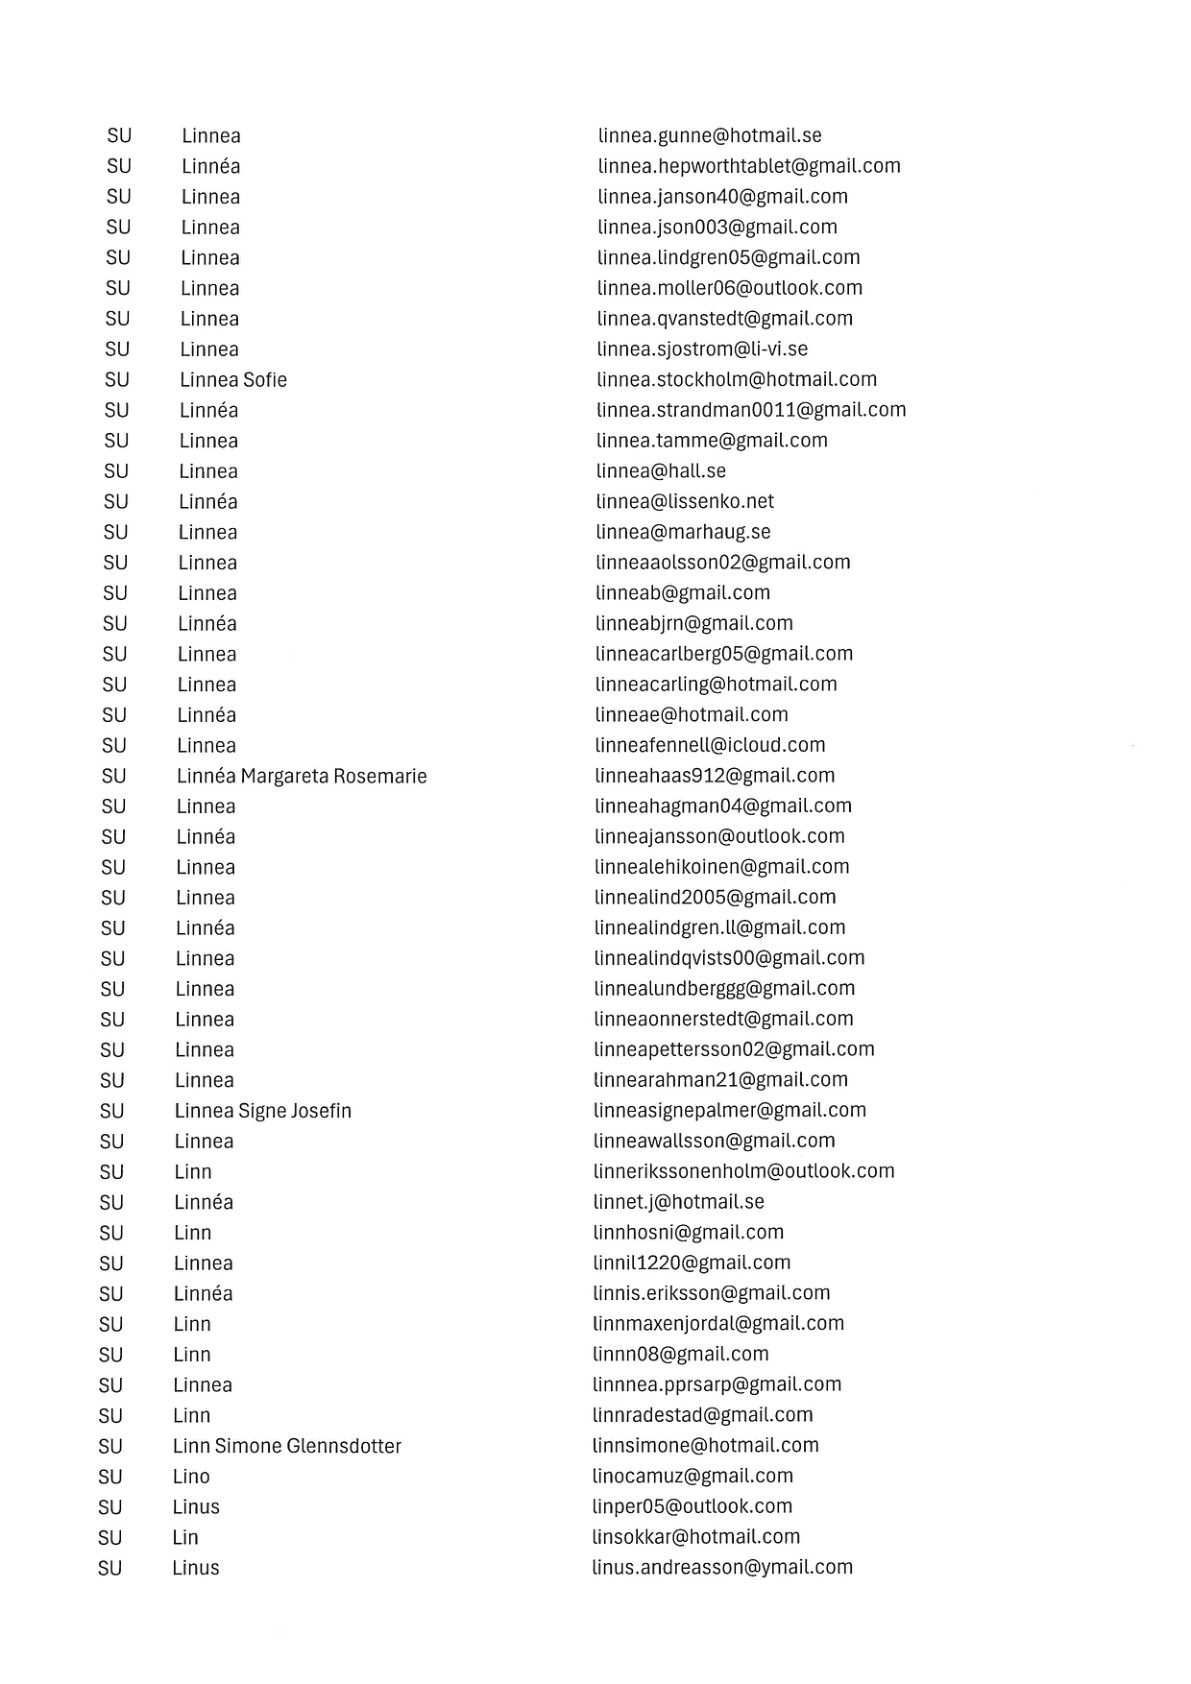 SU Linnea linnea.gunne@hotmail.se
SU Linnéa linnea.hepworthtablet@gmail.com
SU Linnea linnea.janson40@gmail.com
SU Linnea linnea.json003@gmail.com
SU Linnea linnea.lindgren05@gmail.com
SU Linnea linnea.moller06@outlook.com
SU Linnea linnea.qvanstedt@gmail.com
SU Linnea linnea.sjostrom@li-vi.se
SU Linnea Sofie linnea.stockholm@hotmail.com
SU Linnéa linnea.strandman0011@gmail.com
SU Linnea linnea.tamme@gmail.com
SU Linnea linnea@hall.se
SU Linnéa linnea@lissenko.net
SU Linnea linnea@marhaug.se
SU Linnea linneaaolsson02@gmail.com
SU Linnea linneab@gmail.com
SU Linnéa linneabjrn@gmail.com
SU Linnea linneacarlberg05@gmail.com
SU Linnea linneacarling@hotmail.com
SU Linnéa linneae@hotmail.com
SU Linnea linneafennell@icloud.com
SU Linnéa Margareta Rosemarie linneahaas912@gmail.com
SU Linnea linneahagman04@gmail.com
SU Linnéa linneajansson@outlook.com
SU Linnea linnealehikoinen@gmail.com
SU Linnea linnealind2005@gmail.com
SU Linnéa linnealindgren.ll@gmail.com
SU Linnea linnealindqvists00@gmail.com
SU Linnea linnealundberggg@gmail.com
SU Linnea linneaonnerstedt@gmail.com
SU Linnea linneapettersson02@gmail.com
SU Linnea linnearahman21@gmail.com
SU Linnea Signe Josefin linneasignepalmer@gmail.com
SU Linnea linneawallsson@gmail.com
SU Linn linnerikssonenholm@outlook.com
SU Linnéa linnet.j@hotmail.se
SU Linn linnhosni@gmail.com
SU Linnea linnil1220@gmail.com
SU Linnéa linnis.eriksson@gmail.com
SU Linn linnmaxenjordal@gmail.com
SU Linn linnn08@gmail.com
SU Linnea linnnea.pprsarp@gmail.com
SU Linn linnradestad@gmail.com
SU Linn Simone Glennsdotter linnsimone@hotmail.com
SU Lino linocamuz@gmail.com
SU Linus linper05@outlook.com
SU Lin linsokkar@hotmail.com
SU Linus linus.andreasson@ymail.com